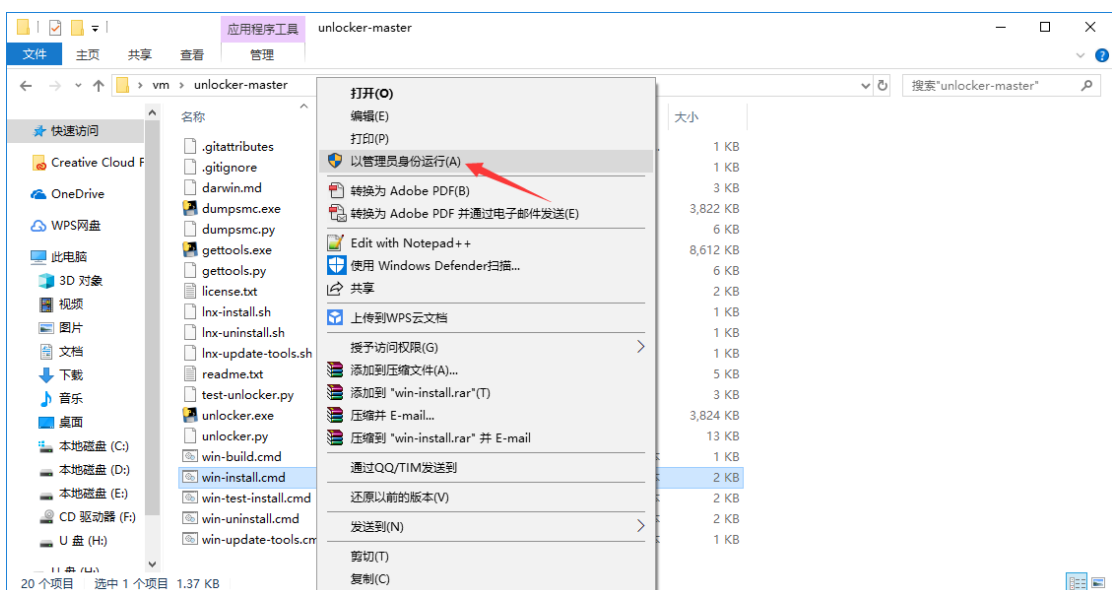 应用程序工具 unlocker-master
文件 主页 共享 查看 管理
vm unlocker-master 搜索"unlocker-master"
名称 大小
快速访问
Creative Cloud F
OneDrive
WPS网盘
此电脑
3D 对象
视频
图片
文档
下载
音乐
桌面
本地磁盘 (C:)
本地磁盘 (D:)
本地磁盘 (E:)
CD 驱动器 (F:)
U 盘 (H:)
U 盘 (H:)
.gitattributes 1 KB
.gitignore 1 KB
darwin.md 3 KB
dumpsmc.exe 3,822 KB
dumpsmc.py 6 KB
gettools.exe 8,612 KB
gettools.py 6 KB
license.txt 2 KB
lnx-install.sh 1 KB
lnx-uninstall.sh 1 KB
lnx-update-tools.sh 1 KB
readme.txt 5 KB
test-unlocker.py 3 KB
unlocker.exe 3,824 KB
unlocker.py 13 KB
win-build.cmd 1 KB
win-install.cmd 2 KB
win-test-install.cmd 2 KB
win-uninstall.cmd 2 KB
win-update-tools.cm 1 KB
打开(O)
编辑(E)
打印(P)
以管理员身份运行(A)
转换为 Adobe PDF(B)
转换为 Adobe PDF 并通过电子邮件发送(E)
Edit with Notepad++
使用 Windows Defender扫描...
共享
上传到WPS云文档
授予访问权限(G)
添加到压缩文件(A)...
添加到 "win-install.rar"(T)
压缩并 E-mail...
压缩到 "win-install.rar" 并 E-mail
通过QQ/TIM发送到
还原以前的版本(V)
发送到(N)
剪切(T)
复制(C)
20 个项目 选中 1 个项目 1.37 KB